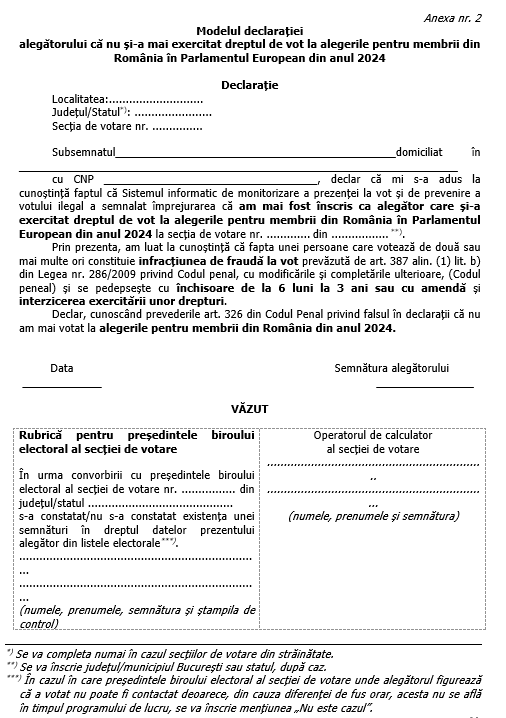 Anexa nr. 2
Modelul declarației
alegătorului că nu și-a mai exercitat dreptul de vot la alegerile pentru membrii din
România în Parlamentul European din anul 2024
Declarație
Localitatea:............................
Județul/Statul*): .......................
Secția de votare nr. ...............
Subsemnatul__________________________________________domiciliat în
________________________________________________________________
cu CNP ________________________________, declar că mi s-a adus la
cunoștință faptul că Sistemul informatic de monitorizare a prezenței la vot și de prevenire a
votului ilegal a semnalat împrejurarea că am mai fost înscris ca alegător care și-a
exercitat dreptul de vot la alegerile pentru membrii din România în Parlamentul
European din anul 2024 la secția de votare nr. ............. din ................. **).
Prin prezenta, am luat la cunoștință că fapta unei persoane care votează de două sau
mai multe ori constituie infracțiunea de fraudă la vot prevăzută de art. 387 alin. (1) lit. b)
din Legea nr. 286/2009 privind Codul penal, cu modificările și completările ulterioare, (Codul
peneal) și se pedepsește cu închisoare de la 6 luni la 3 ani sau cu amendă și
interzicerea exercitării unor drepturi.
Declar, cunoscând prevederile art. 326 din Codul Penal privind falsul în declarații că nu
am mai votat la alegerile pentru membrii din România din anul 2024.
Data Semnătura alegătorului
______________ _________________
VĂZUT
Rubrică pentru președintele biroului
electoral al secției de votare
În urma convorbirii cu președintele biroului
electoral al secției de votare nr. ................ din
județul/statul ...........................................
s-a constatat/nu s-a constatat existența unei
semnături în dreptul datelor prezentului
alegător din listele electorale***).
.....................................................................
...
.....................................................................
...
(numele, prenumele, semnătura și ștampila de
control)
Operatorul de calculator
al secției de votare
...............................................................
..
...............................................................
...
(numele, prenumele și semnătura)
*) Se va completa numai în cazul secțiilor de votare din străinătate.
**) Se va înscrie județul/municipiul București sau statul, după caz.
***) În cazul în care președintele biroului electoral al secției de votare unde alegătorul figurează
că a votat nu poate fi contactat deoarece, din cauza diferenței de fus orar, acesta nu se află
în timpul programului de lucru, se va înscrie mențiunea „Nu este cazul”.